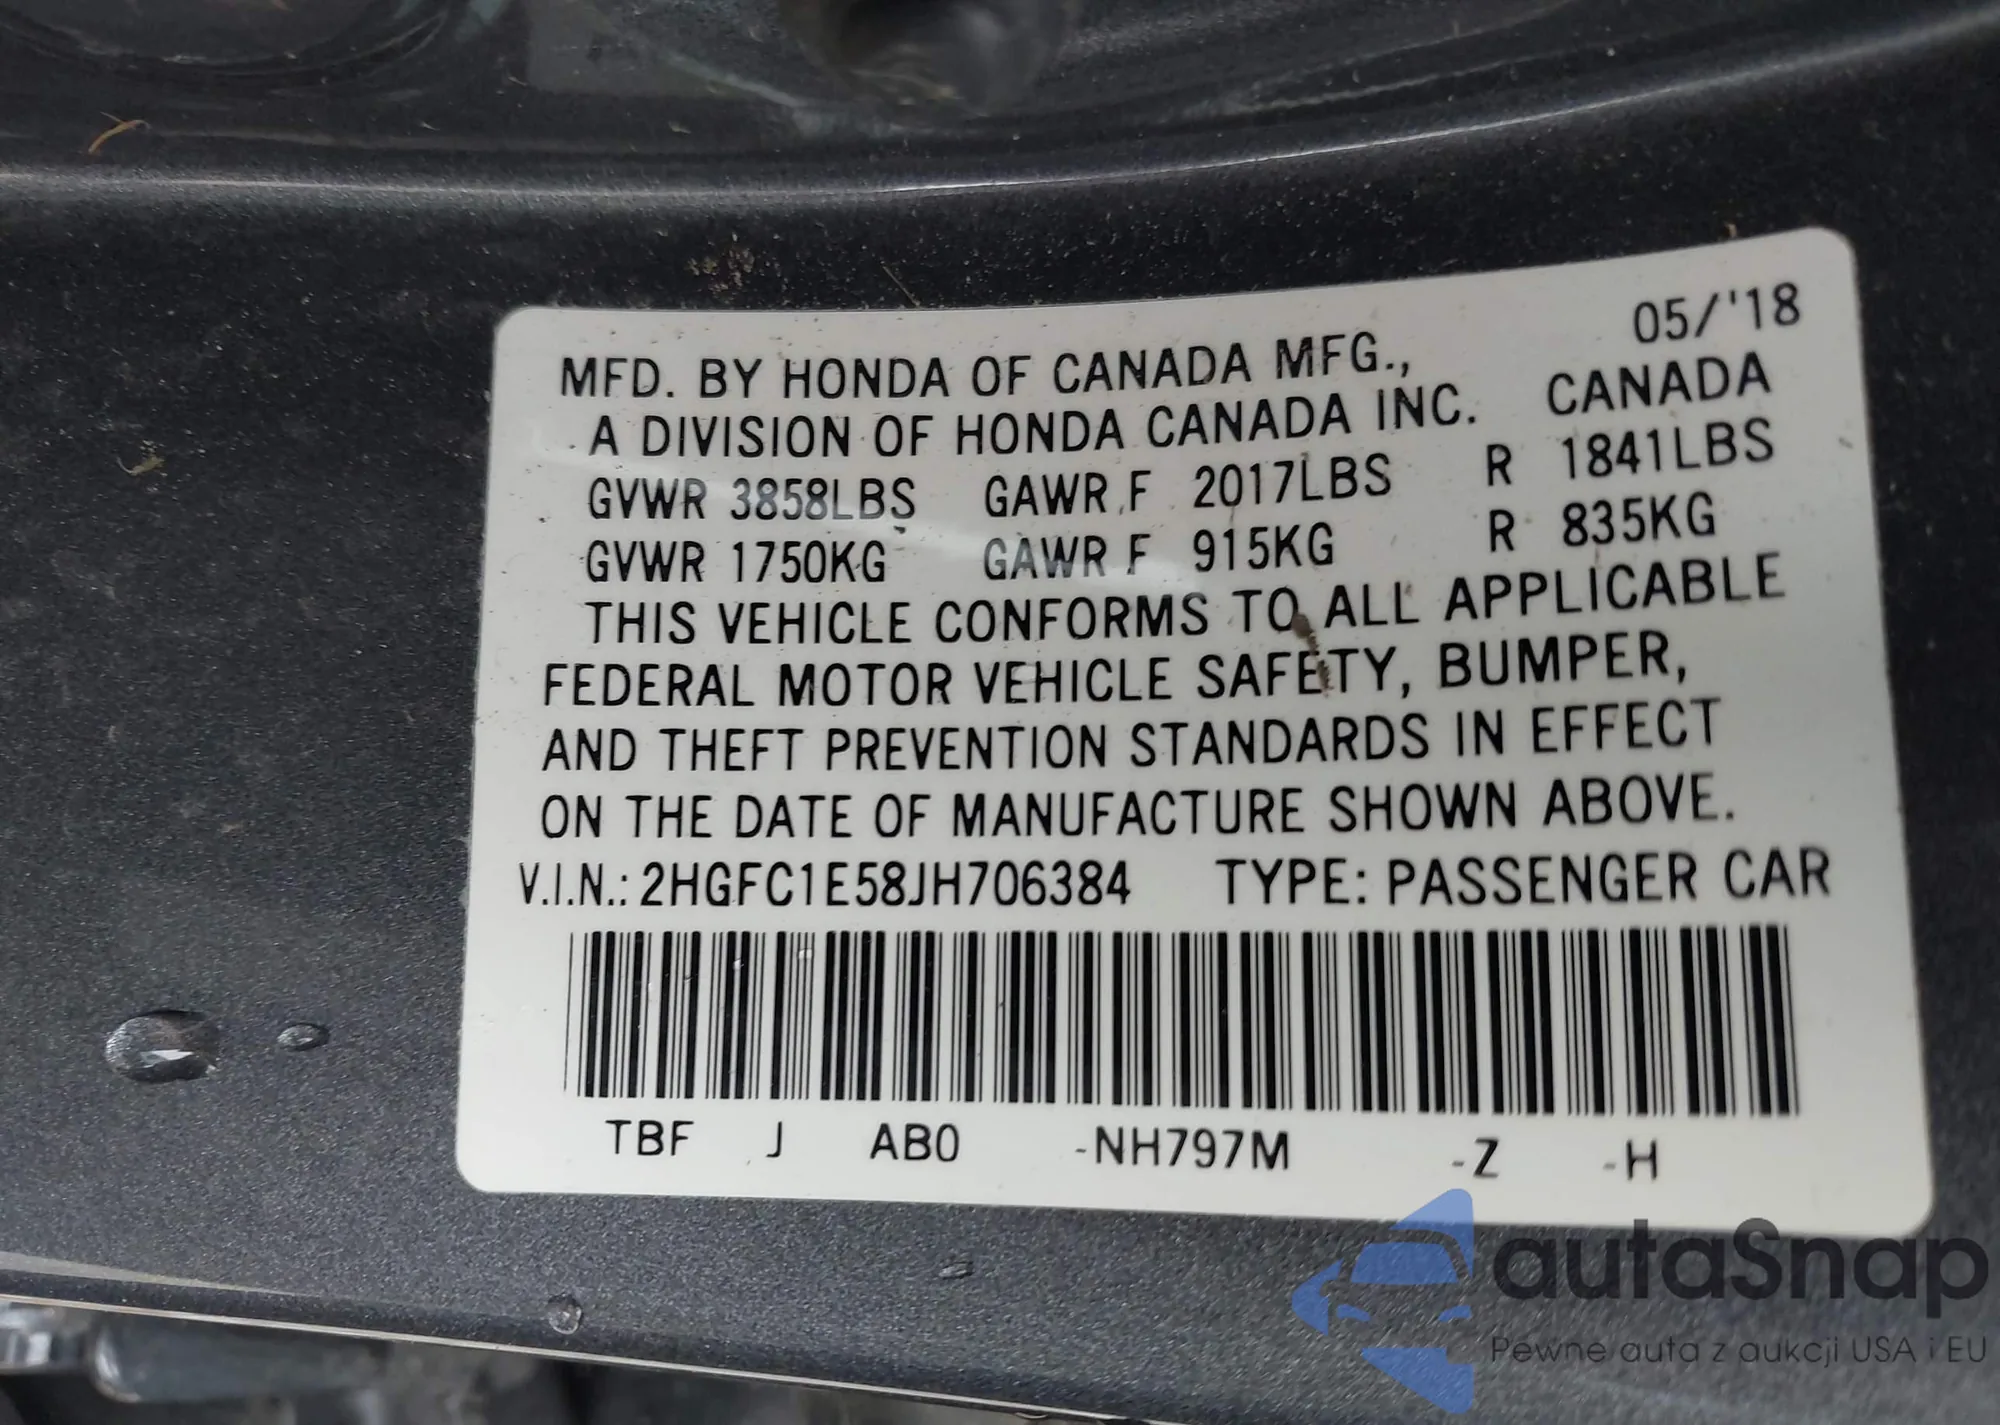 05/'18
MFD. BY HONDA OF CANADA MFG.,
A DIVISION OF HONDA CANADA INC. CANADA
GVWR 3858LBS GAWR F 2017LBS R 1841LBS
GVWR 1750KG GAWR F 915KG R 835KG
THIS VEHICLE CONFORMS TO ALL APPLICABLE
FEDERAL MOTOR VEHICLE SAFETY, BUMPER,
AND THEFT PREVENTION STANDARDS IN EFFECT
ON THE DATE OF MANUFACTURE SHOWN ABOVE.
V.I.N.: 2HGFC1E58JH706384 TYPE: PASSENGER CAR
TBF J AB0 -NH797M -Z -H
autaSnap
Pewne auta z aukcji USA i EU